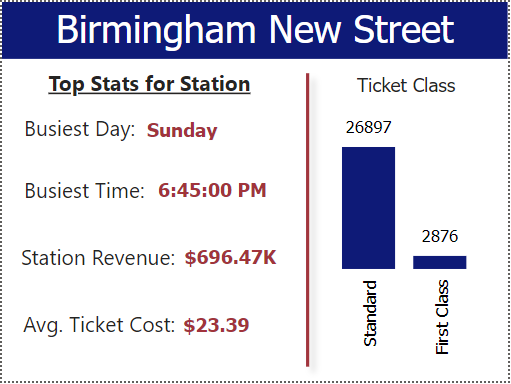 Birmingham New Street
Top Stats for Station
Busiest Day: Sunday
Busiest Time: 6:45:00 PM
Station Revenue: $696.47K
Avg. Ticket Cost: $23.39
Ticket Class
26897
2876
Standard
First Class